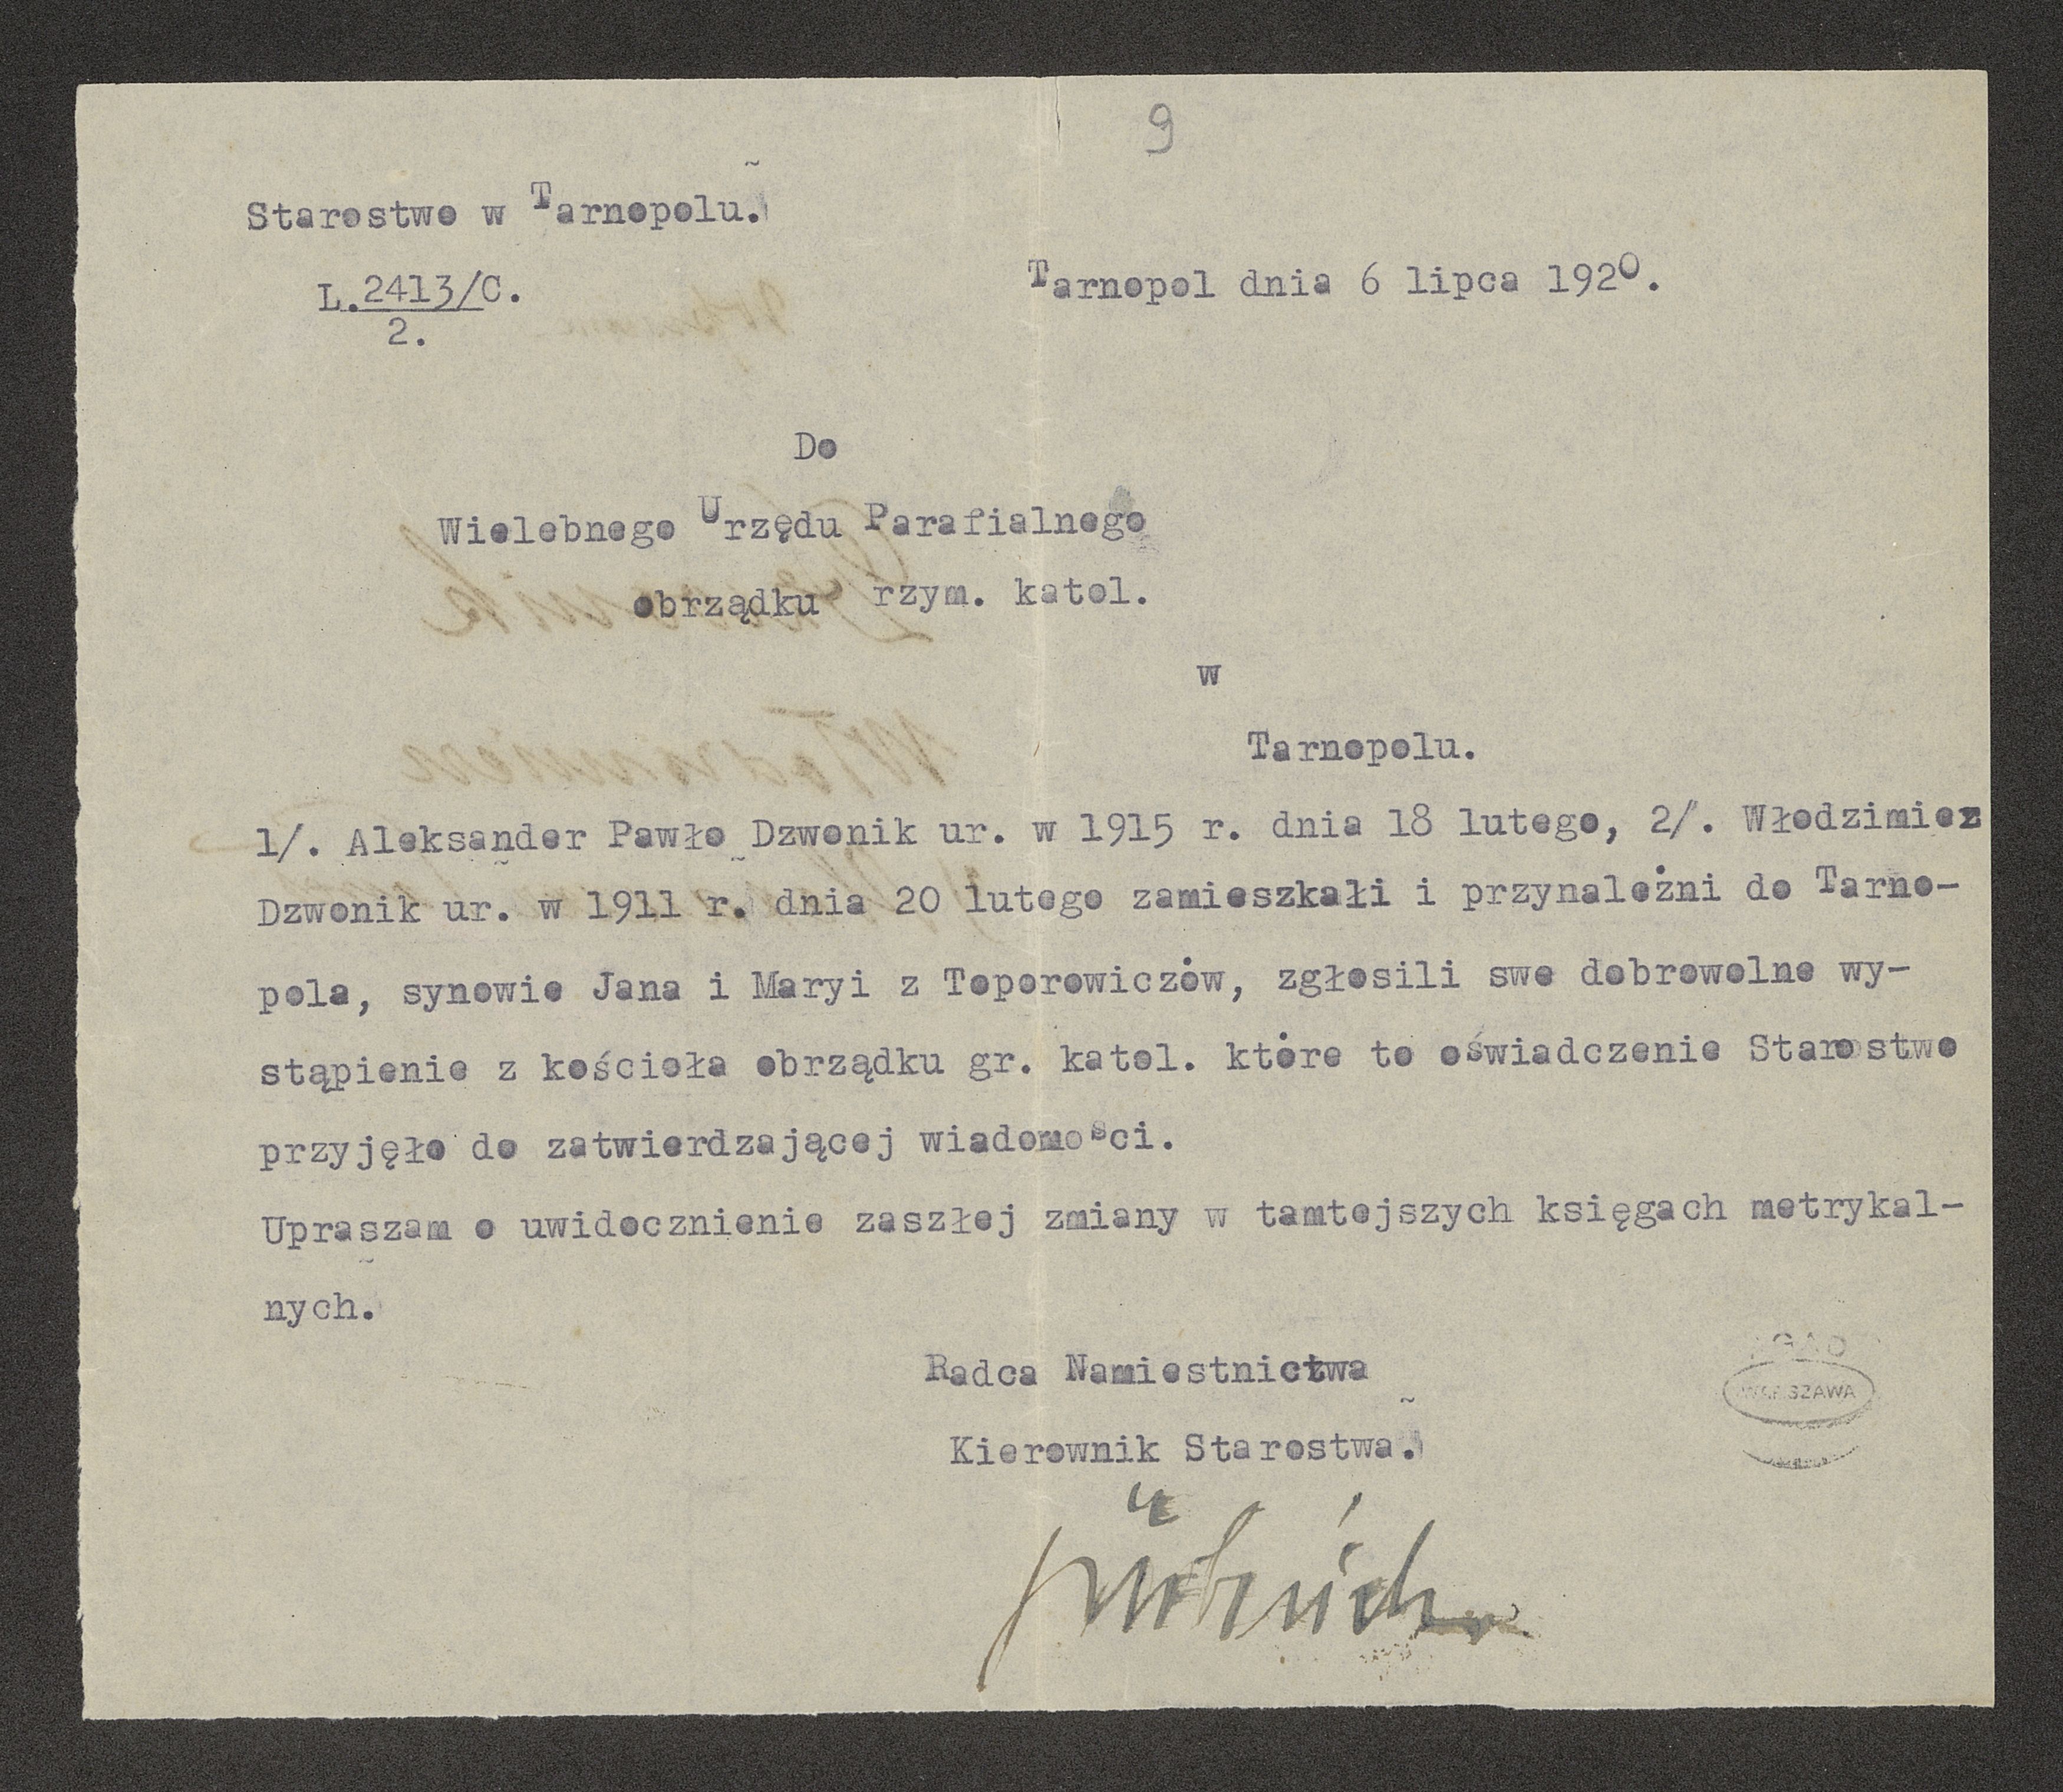 9
Starostwo w Tarnopolu.
Tarnopol dnia 6 lipca 1920.
L.2413/C.
2.
Do
Wielebnego Urzędu Parafialnego
obrządku rzym. katol.
w
Tarnopolu.
1/. Aleksander Pawło Dzwonik ur. w 1915 r. dnia 18 lutego, 2/. Włodzimierz
Dzwonik ur. w 1911 r. dnia 20 lutego zamieszkałi i przynależni do Tarno-
pola, synowie Jana i Maryi z Toporowiczów, zgłosili swe dobrowolne wy-
stąpienie z kościoła obrządku gr. katol. które to oświadczenie Starostwo
przyjęło do zatwierdzającej wiadomosci.
Upraszam o uwidocznienie zaszłej zmiany w tamtejszych księgach metrykal-
nych.
Radca Namiestnictwa
Kierownik Starostwa.
AGAD
WARSZAWA